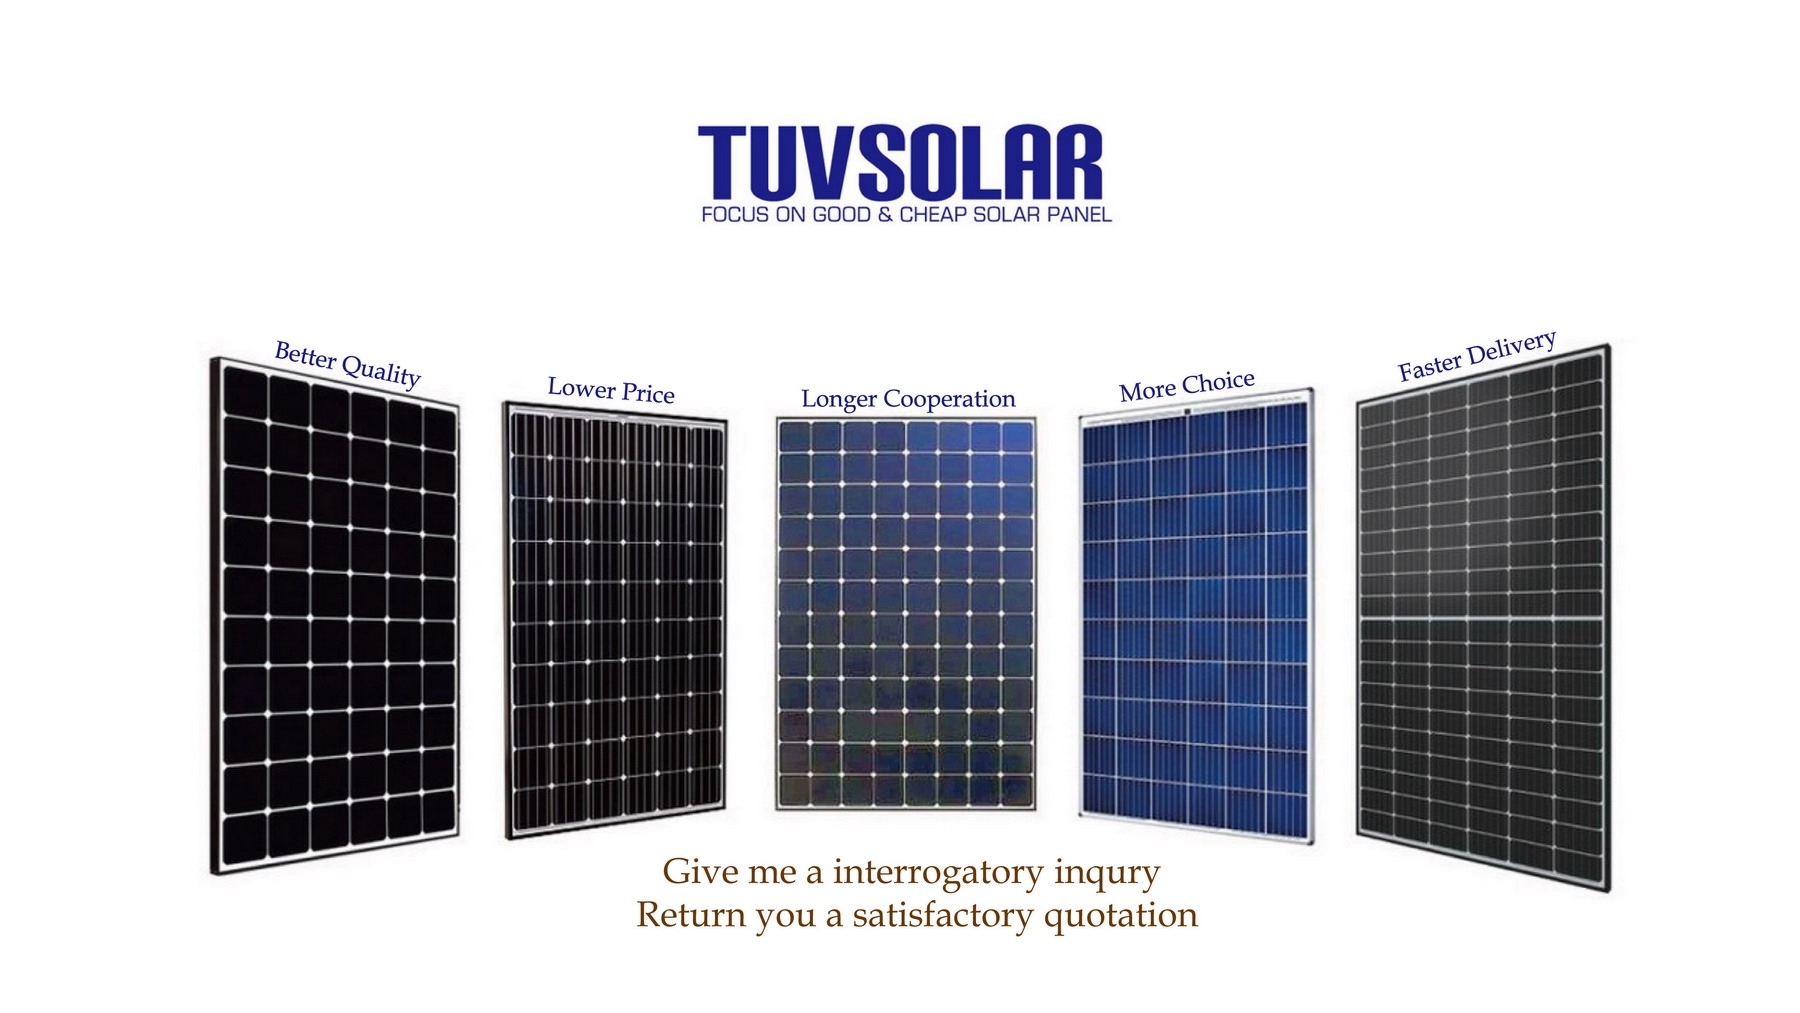 TUVSOLAR
FOCUS ON GOOD & CHEAP SOLAR PANEL
Better Quality
Lower Price
Longer Cooperation
More Choice
Faster Delivery
Give me a interrogatory inqury
Return you a satisfactory quotation